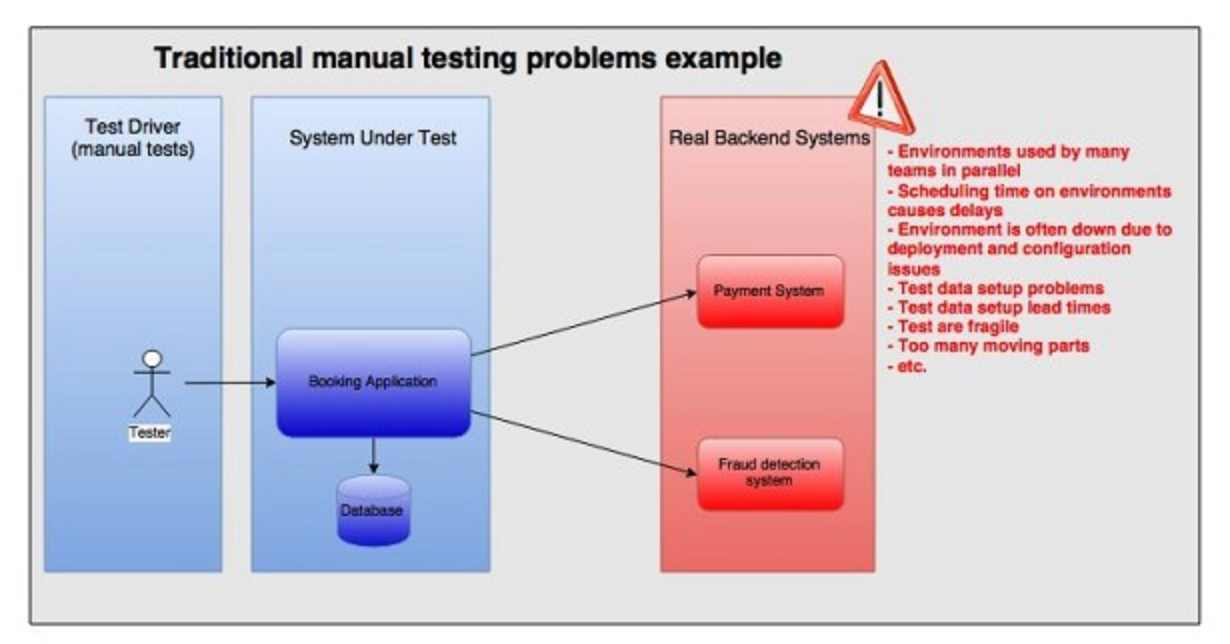 Traditional manual testing problems example
Test Driver
(manual tests)
System Under Test
Real Backend Systems
- Environments used by many
teams in parallel
- Scheduling time on environments
causes delays
- Environment is often down due to
deployment and configuration
issues
- Test data setup problems
- Test data setup lead times
- Test are fragile
- Too many moving parts
- etc.
Payment System
Booking Application
Tester
Fraud detection
system
Database